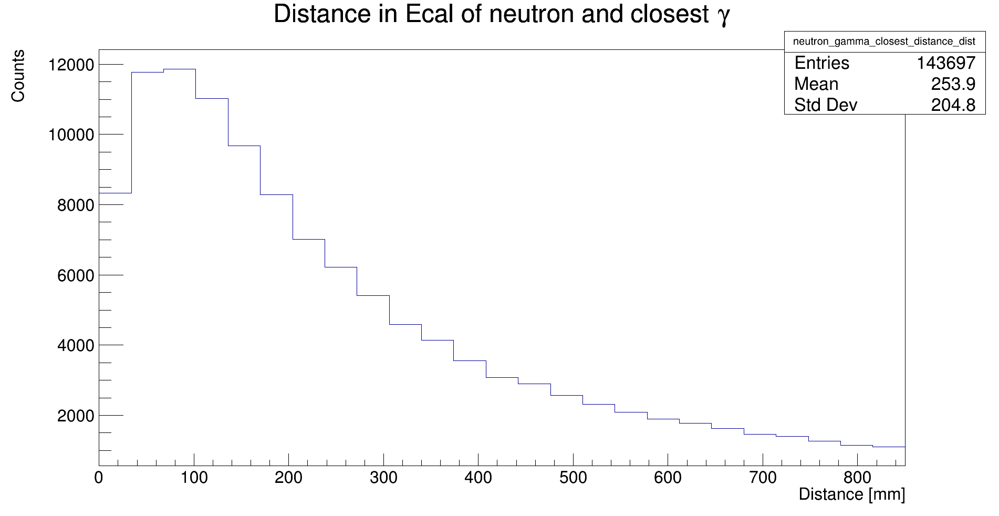 Distance in Ecal of neutron and closest γ
neutron_gamma_closest_distance_dist
Entries 143697
Mean 253.9
Std Dev 204.8
Counts
12000
10000
8000
6000
4000
2000
0 100 200 300 400 500 600 700 800
Distance [mm]